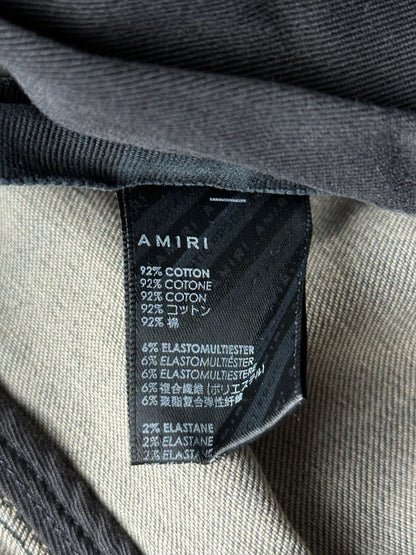 AMIRI
92% COTTON
92% COTONE
92% COTON
92% コットン
92% 棉
6% ELASTOMULTIESTER
6% ELASTOMULTIÉSTER
6% ELASTOMULTIESTER
6% 複合繊維 (ポリエステル)
6% 聚酯复合弹性纤维
2% ELASTANE
2% ELASTANE
2% ELASTANE